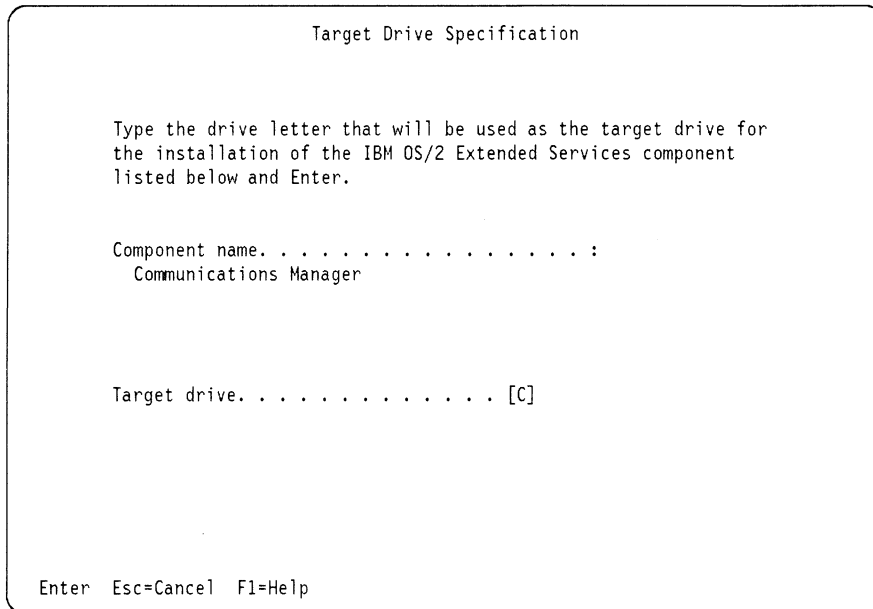 Target Drive Specification
Type the drive letter that will be used as the target drive for
the installation of the IBM OS/2 Extended Services component
listed below and Enter.
Component name. . . . . . . . . . . . . . . . :
Communications Manager
Target drive. . . . . . . . . . . . . [C]
Enter Esc=Cancel F1=Help